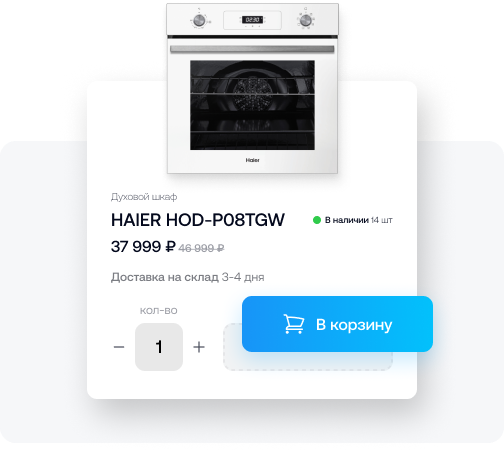 02:30
Haier
Духовой шкаф
HAIER HOD-P08TGW
В наличии 14 шт
37 999 ₽ 46 999 ₽
Доставка на склад 3-4 дня
кол-во
В корзину
− 1 +